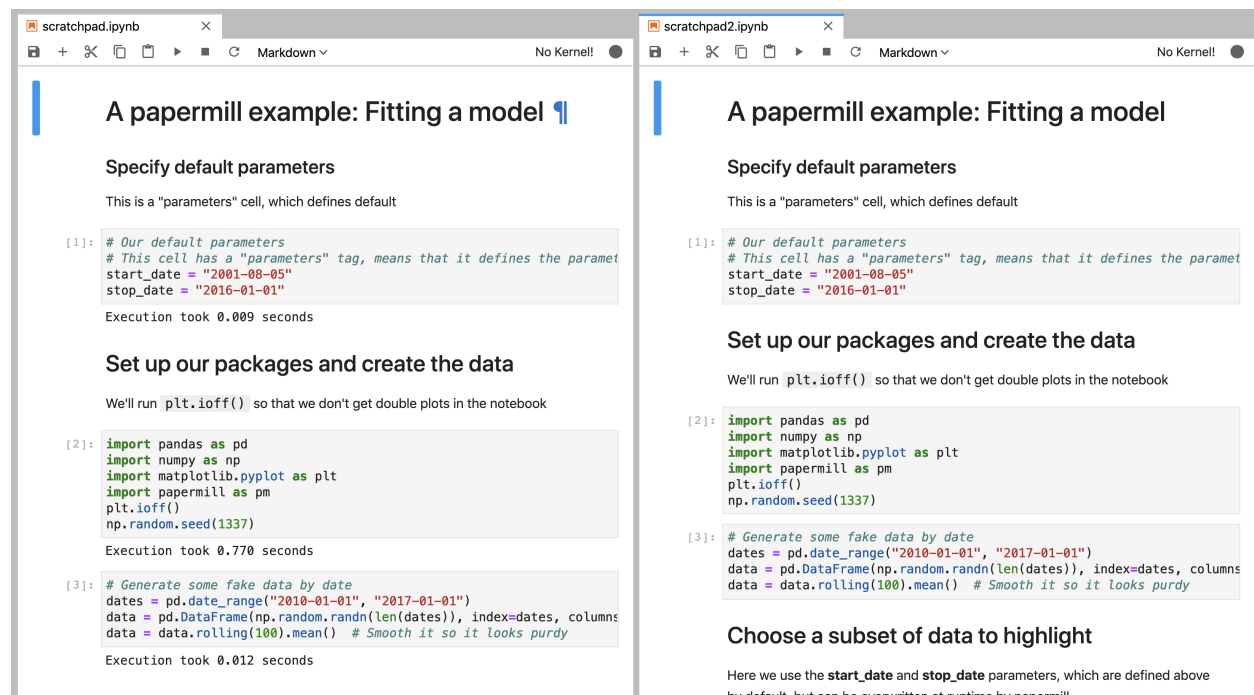 scratchpad.ipynb
Markdown
No Kernel!
A papermill example: Fitting a model ¶
Specify default parameters
This is a "parameters" cell, which defines default
[1]: # Our default parameters
# This cell has a "parameters" tag, means that it defines the paramet
start_date = "2001-08-05"
stop_date = "2016-01-01"
Execution took 0.009 seconds
Set up our packages and create the data
We'll run plt.ioff() so that we don't get double plots in the notebook
[2]: import pandas as pd
import numpy as np
import matplotlib.pyplot as plt
import papermill as pm
plt.ioff()
np.random.seed(1337)
Execution took 0.770 seconds
[3]: # Generate some fake data by date
dates = pd.date_range("2010-01-01", "2017-01-01")
data = pd.DataFrame(np.random.randn(len(dates)), index=dates, columns
data = data.rolling(100).mean()  # Smooth it so it looks purdy
Execution took 0.012 seconds
scratchpad2.ipynb
Markdown
No Kernel!
A papermill example: Fitting a model
Specify default parameters
This is a "parameters" cell, which defines default
[1]: # Our default parameters
# This cell has a "parameters" tag, means that it defines the paramet
start_date = "2001-08-05"
stop_date = "2016-01-01"
Set up our packages and create the data
We'll run plt.ioff() so that we don't get double plots in the notebook
[2]: import pandas as pd
import numpy as np
import matplotlib.pyplot as plt
import papermill as pm
plt.ioff()
np.random.seed(1337)
[3]: # Generate some fake data by date
dates = pd.date_range("2010-01-01", "2017-01-01")
data = pd.DataFrame(np.random.randn(len(dates)), index=dates, columns
data = data.rolling(100).mean()  # Smooth it so it looks purdy
Choose a subset of data to highlight
Here we use the start_date and stop_date parameters, which are defined above
by default, but can be overwritten at runtime by papermill